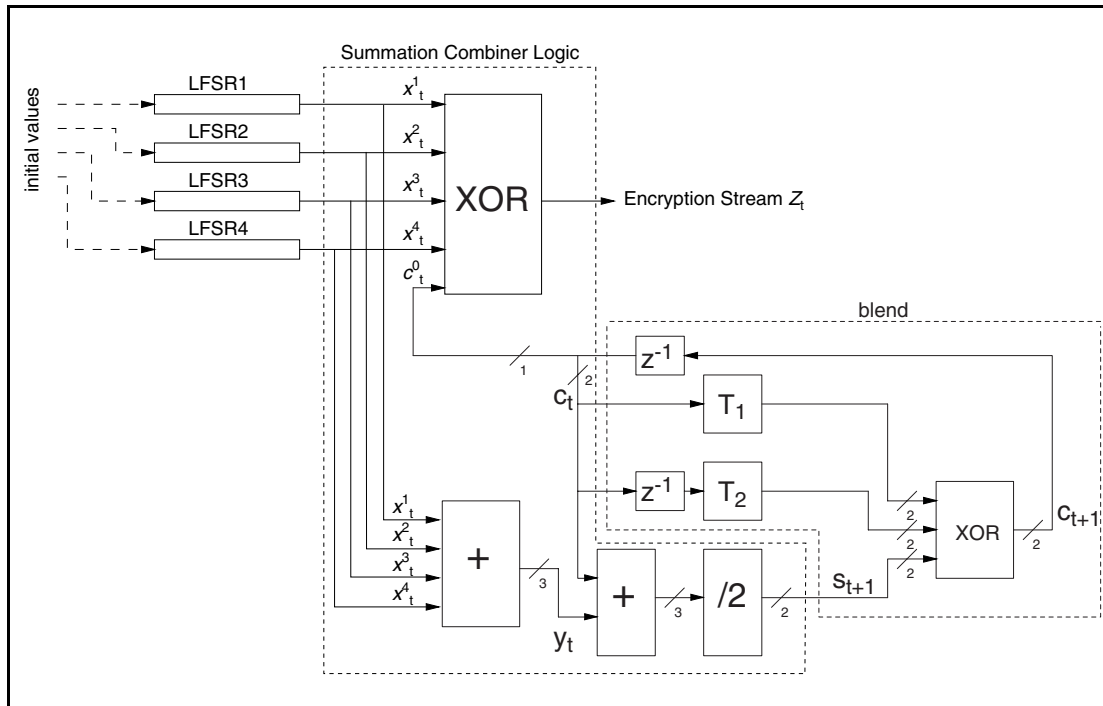 Summation Combiner Logic
initial values
LFSR1
LFSR2
LFSR3
LFSR4
x¹ₜ
x²ₜ
x³ₜ
x⁴ₜ
c⁰ₜ
XOR
Encryption Stream Zₜ
blend
1
2
cₜ
z⁻¹
T₁
z⁻¹
T₂
2
2
2
XOR
2
cₜ₊₁
x¹ₜ
x²ₜ
x³ₜ
x⁴ₜ
+
3
yₜ
+
3
/2
2
sₜ₊₁